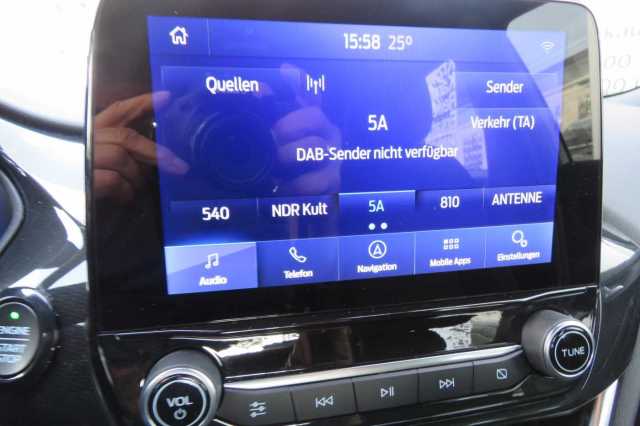 15:58 25°
Quellen Sender
5A Verkehr (TA)
DAB-Sender nicht verfügbar
540 NDR Kult 5A 810 ANTENNE
Audio Telefon Navigation Mobile Apps Einstellungen
ENGINE
START
STOP
VOL TUNE